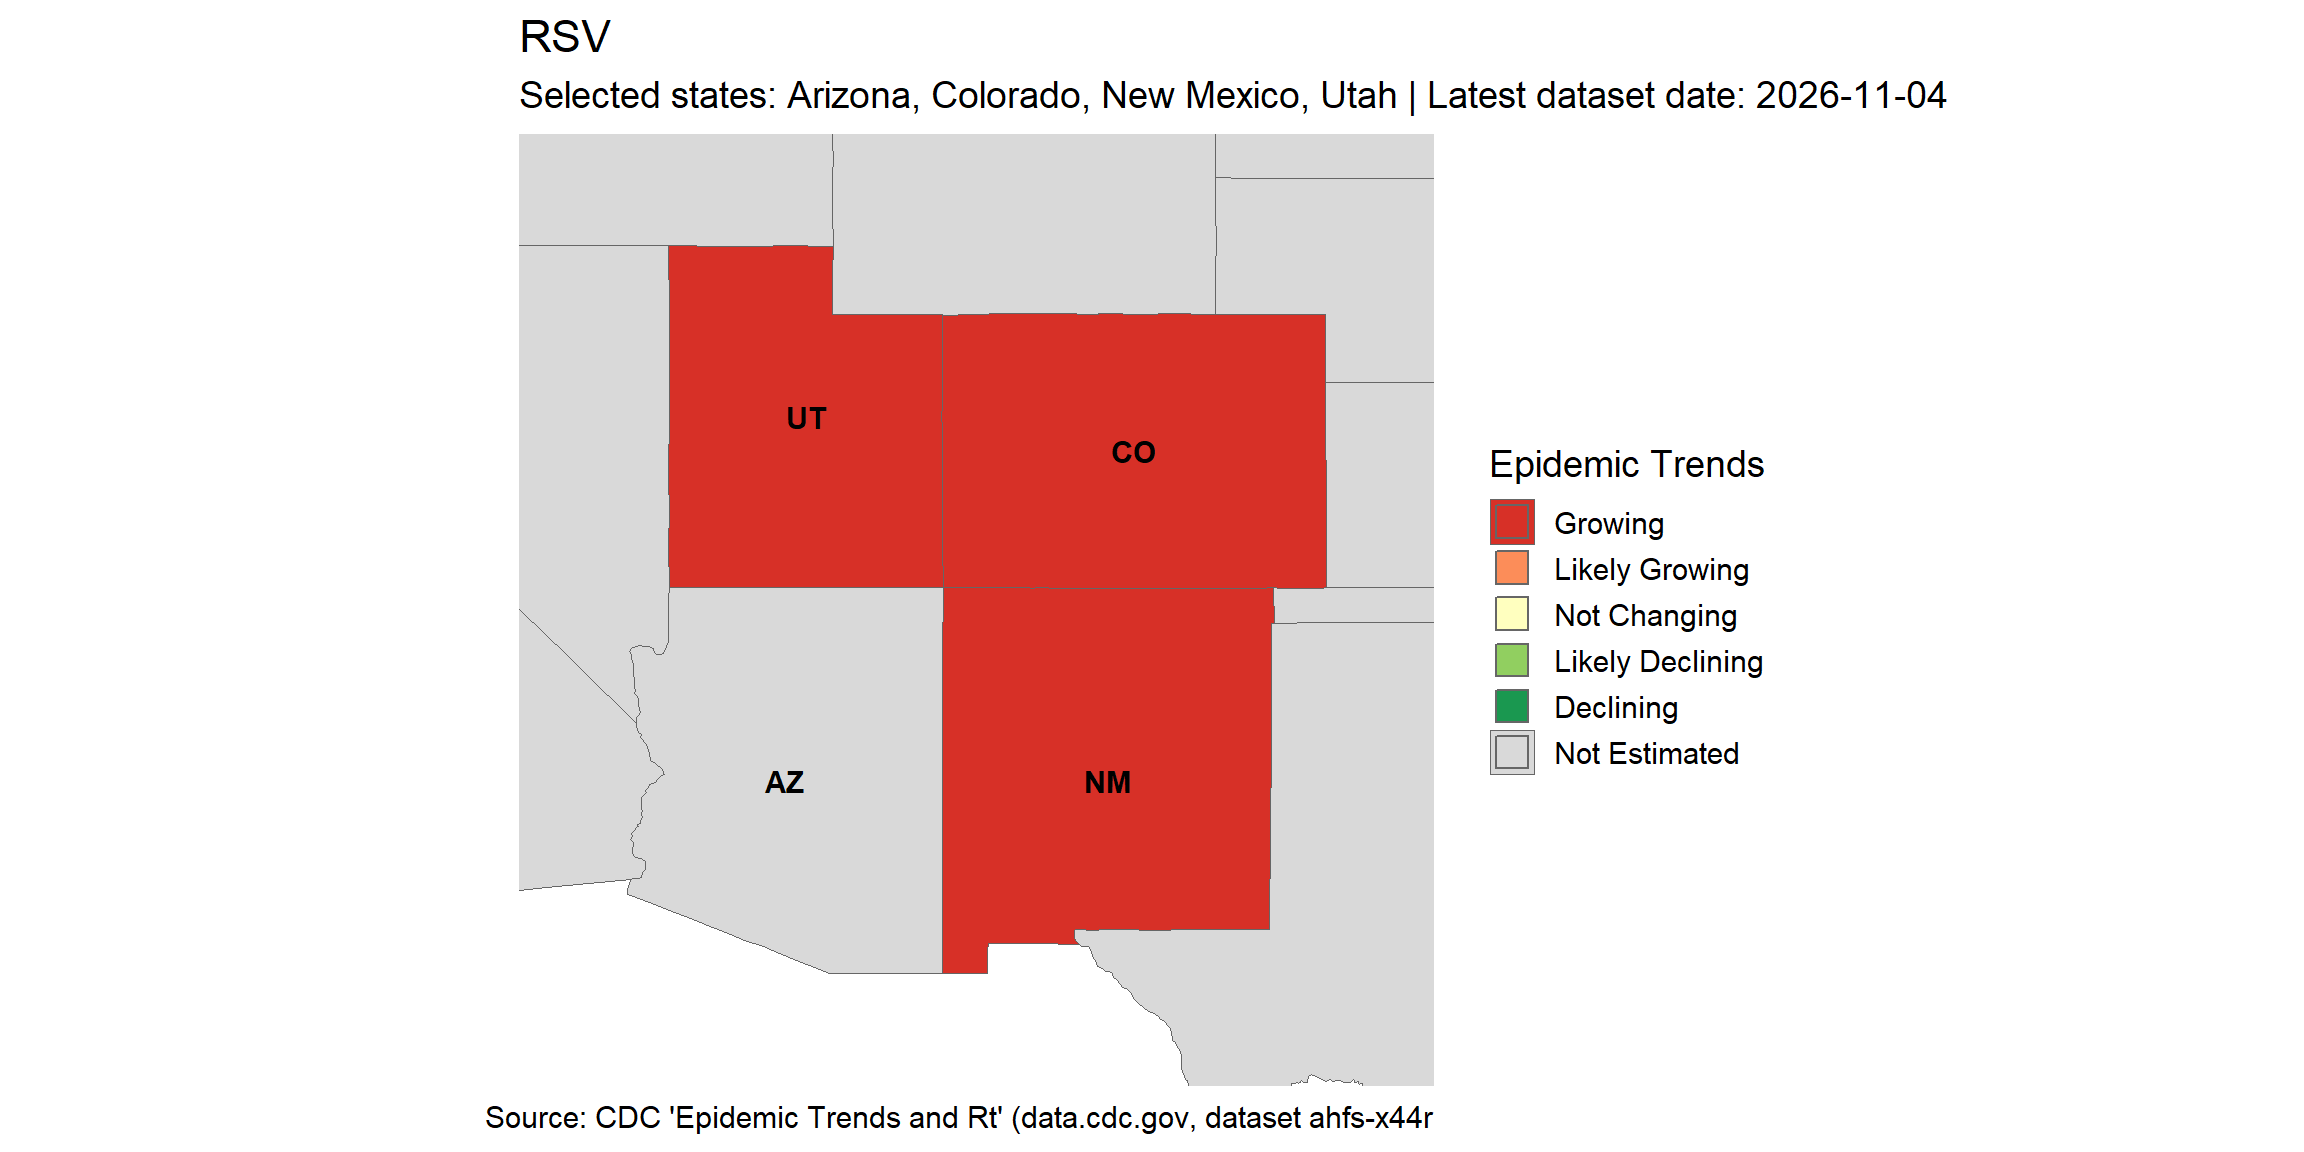 RSV
Selected states: Arizona, Colorado, New Mexico, Utah | Latest dataset date: 2026-11-04
UT
CO
Epidemic Trends
Growing
Likely Growing
Not Changing
Likely Declining
Declining
Not Estimated
AZ
NM
Source: CDC 'Epidemic Trends and Rt' (data.cdc.gov, dataset ahfs-x44r